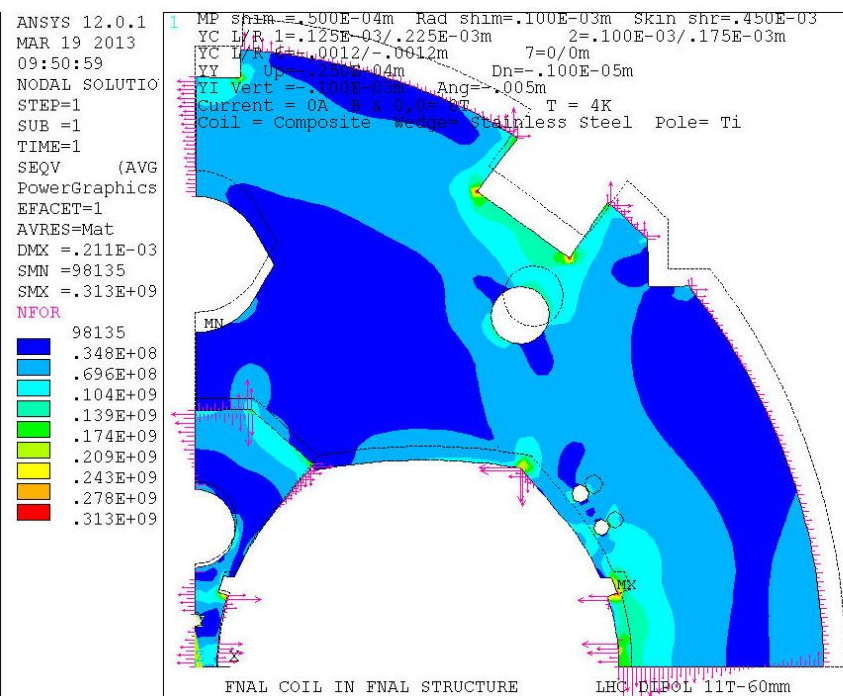 ANSYS 12.0.1
MAR 19 2013
09:50:59
NODAL SOLUTIO
STEP=1
SUB =1
TIME=1
SEQV (AVG
PowerGraphics
EFACET=1
AVRES=Mat
DMX =.211E-03
SMN =98135
SMX =.313E+09
NFOR
98135
.348E+08
.696E+08
.104E+09
.139E+09
.174E+09
.209E+09
.243E+09
.278E+09
.313E+09
1
MP shim =.500E-04m Rad shim=.100E-03m Skin shr=.450E-03
YC L/R 1=.125E-03/.225E-03m 2=.100E-03/.175E-03m
YC L/R =.0012/-.0012m 7=0/0m
YY Up=-.250E-04m Dn=-.100E-05m
YI Vert =-.100E-03m Ang=-.005m
Current = 0A T = 4K
Coil = Composite Wedge= Stainless Steel Pole= Ti
MN
MX
X
FNAL COIL IN FNAL STRUCTURE LHC DIPOL 11T-60mm